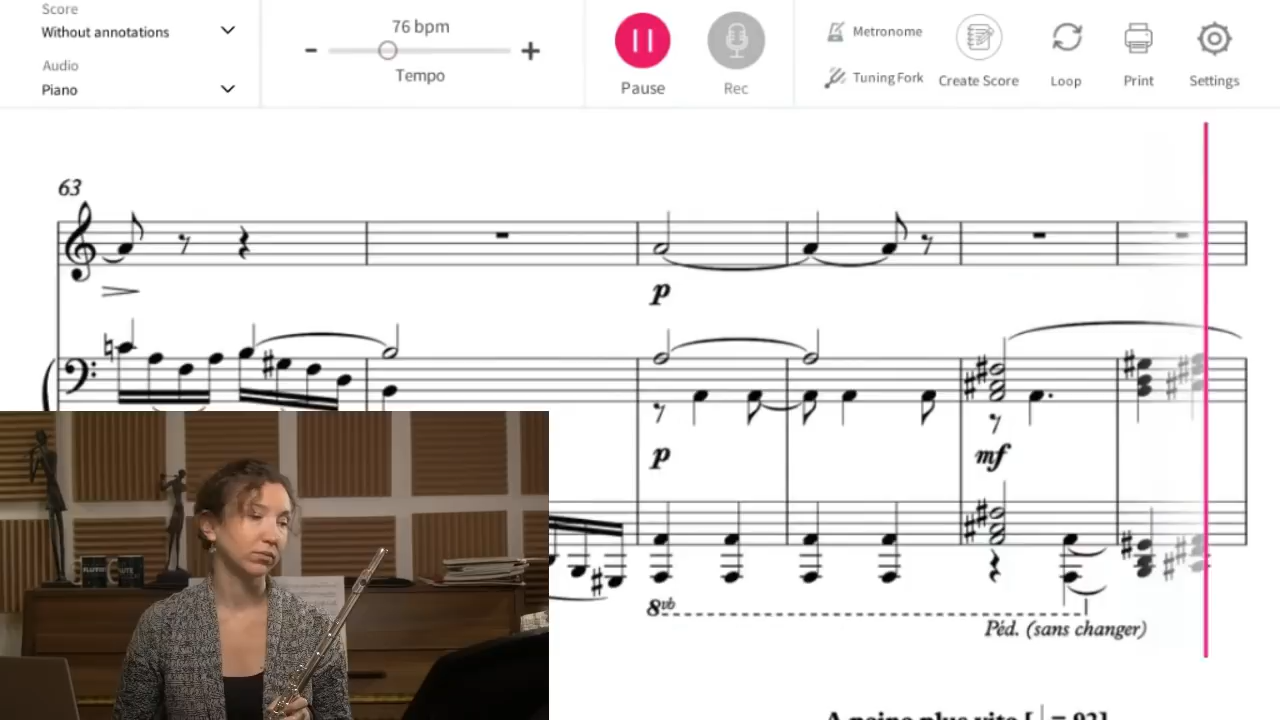 Score
Without annotations
Audio
Piano
76 bpm
Tempo
Pause
Rec
Metronome
Tuning Fork
Create Score
Loop
Print
Settings
63
p
p
mf
8vb
Péd. (sans changer)